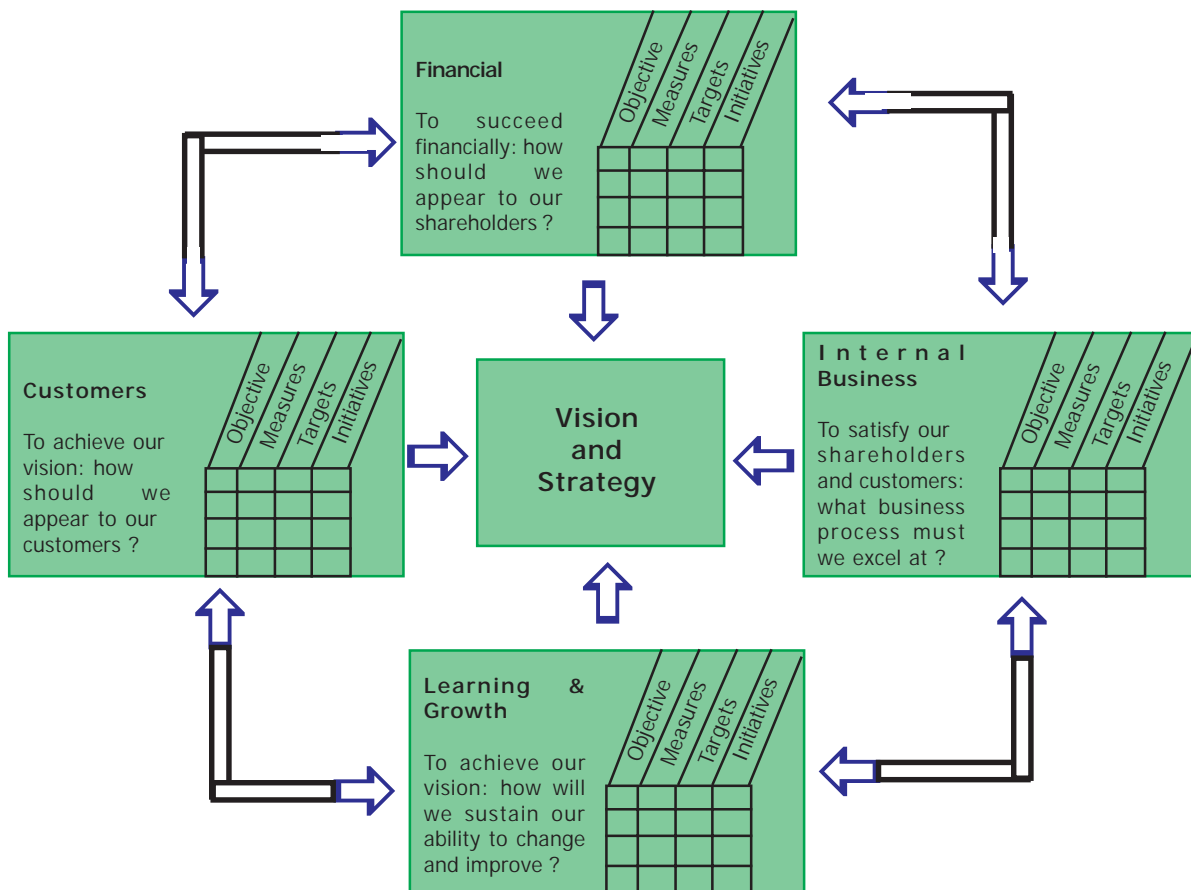 Financial
To succeed
financially: how
should we
appear to our
shareholders ?
Objective
Measures
Targets
Initiatives
Customers
To achieve our
vision: how
should we
appear to our
customers ?
Objective
Measures
Targets
Initiatives
Vision
and
Strategy
Internal
Business
To satisfy our
shareholders
and customers:
what business
process must
we excel at ?
Objective
Measures
Targets
Initiatives
Learning &
Growth
To achieve our
vision: how will
we sustain our
ability to change
and improve ?
Objective
Measures
Targets
Initiatives